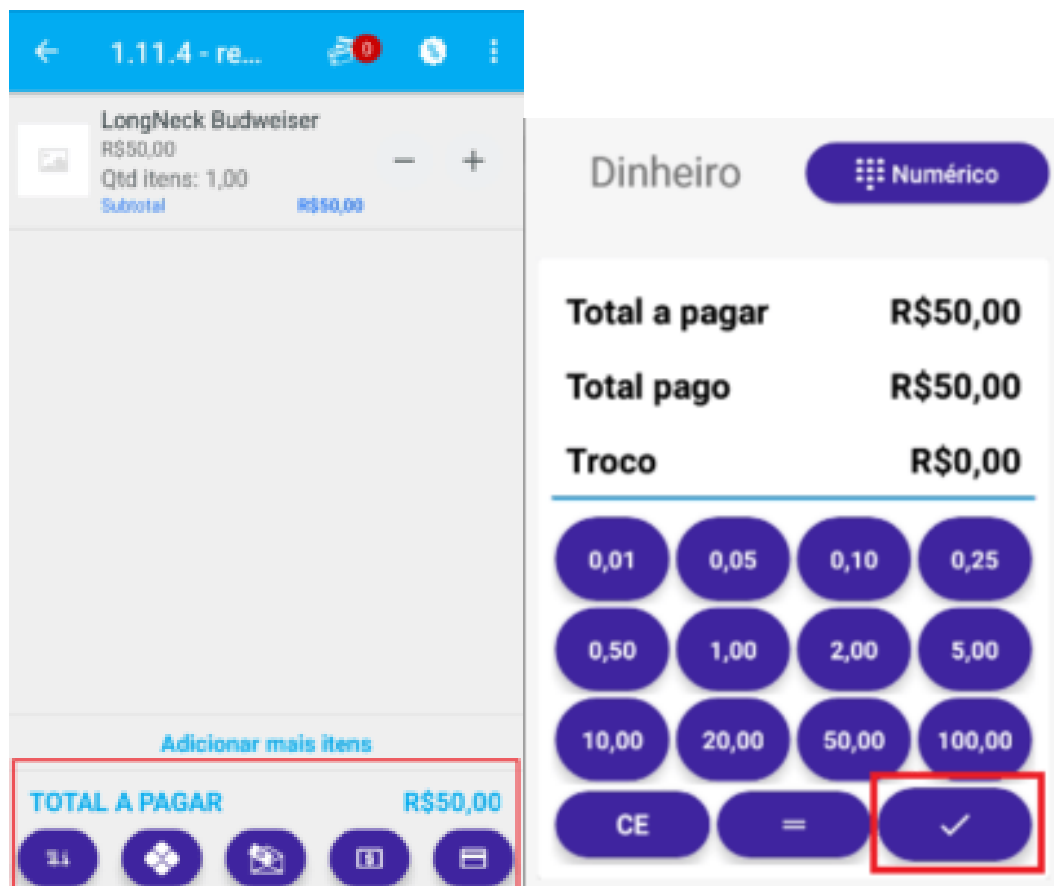 1.11.4 - re...
0
LongNeck Budweiser
R$50,00
Qtd itens: 1,00
Subtotal R$50,00
Adicionar mais itens
TOTAL A PAGAR R$50,00
Dinheiro
Numérico
Total a pagar R$50,00
Total pago R$50,00
Troco R$0,00
0,01 0,05 0,10 0,25
0,50 1,00 2,00 5,00
10,00 20,00 50,00 100,00
CE =